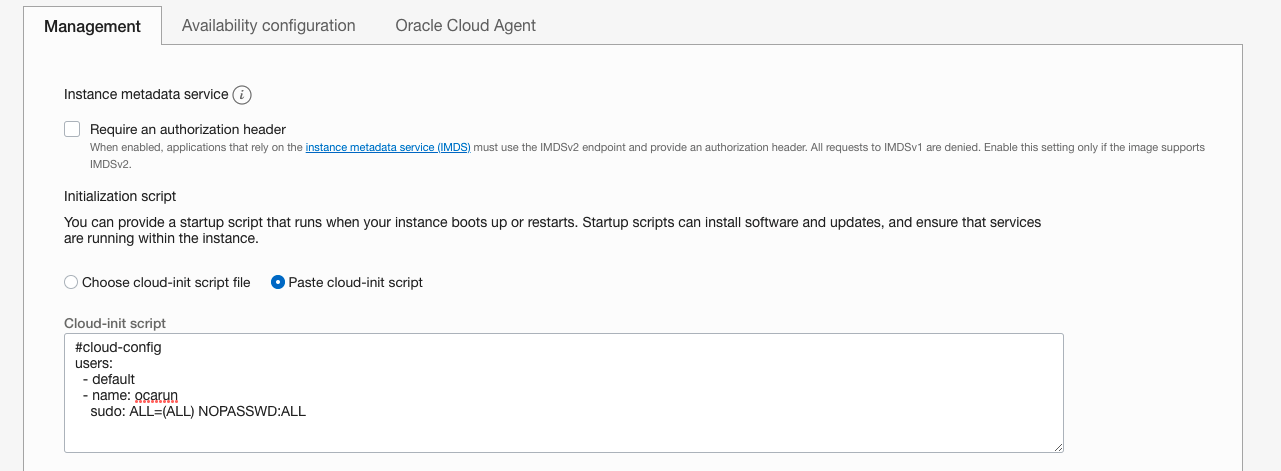 Management
Availability configuration
Oracle Cloud Agent
Instance metadata service i
Require an authorization header
When enabled, applications that rely on the instance metadata service (IMDS) must use the IMDSv2 endpoint and provide an authorization header. All requests to IMDSv1 are denied. Enable this setting only if the image supports
IMDSv2.
Initialization script
You can provide a startup script that runs when your instance boots up or restarts. Startup scripts can install software and updates, and ensure that services
are running within the instance.
Choose cloud-init script file
Paste cloud-init script
Cloud-init script
#cloud-config
users:
  - default
  - name: ocarun
    sudo: ALL=(ALL) NOPASSWD:ALL